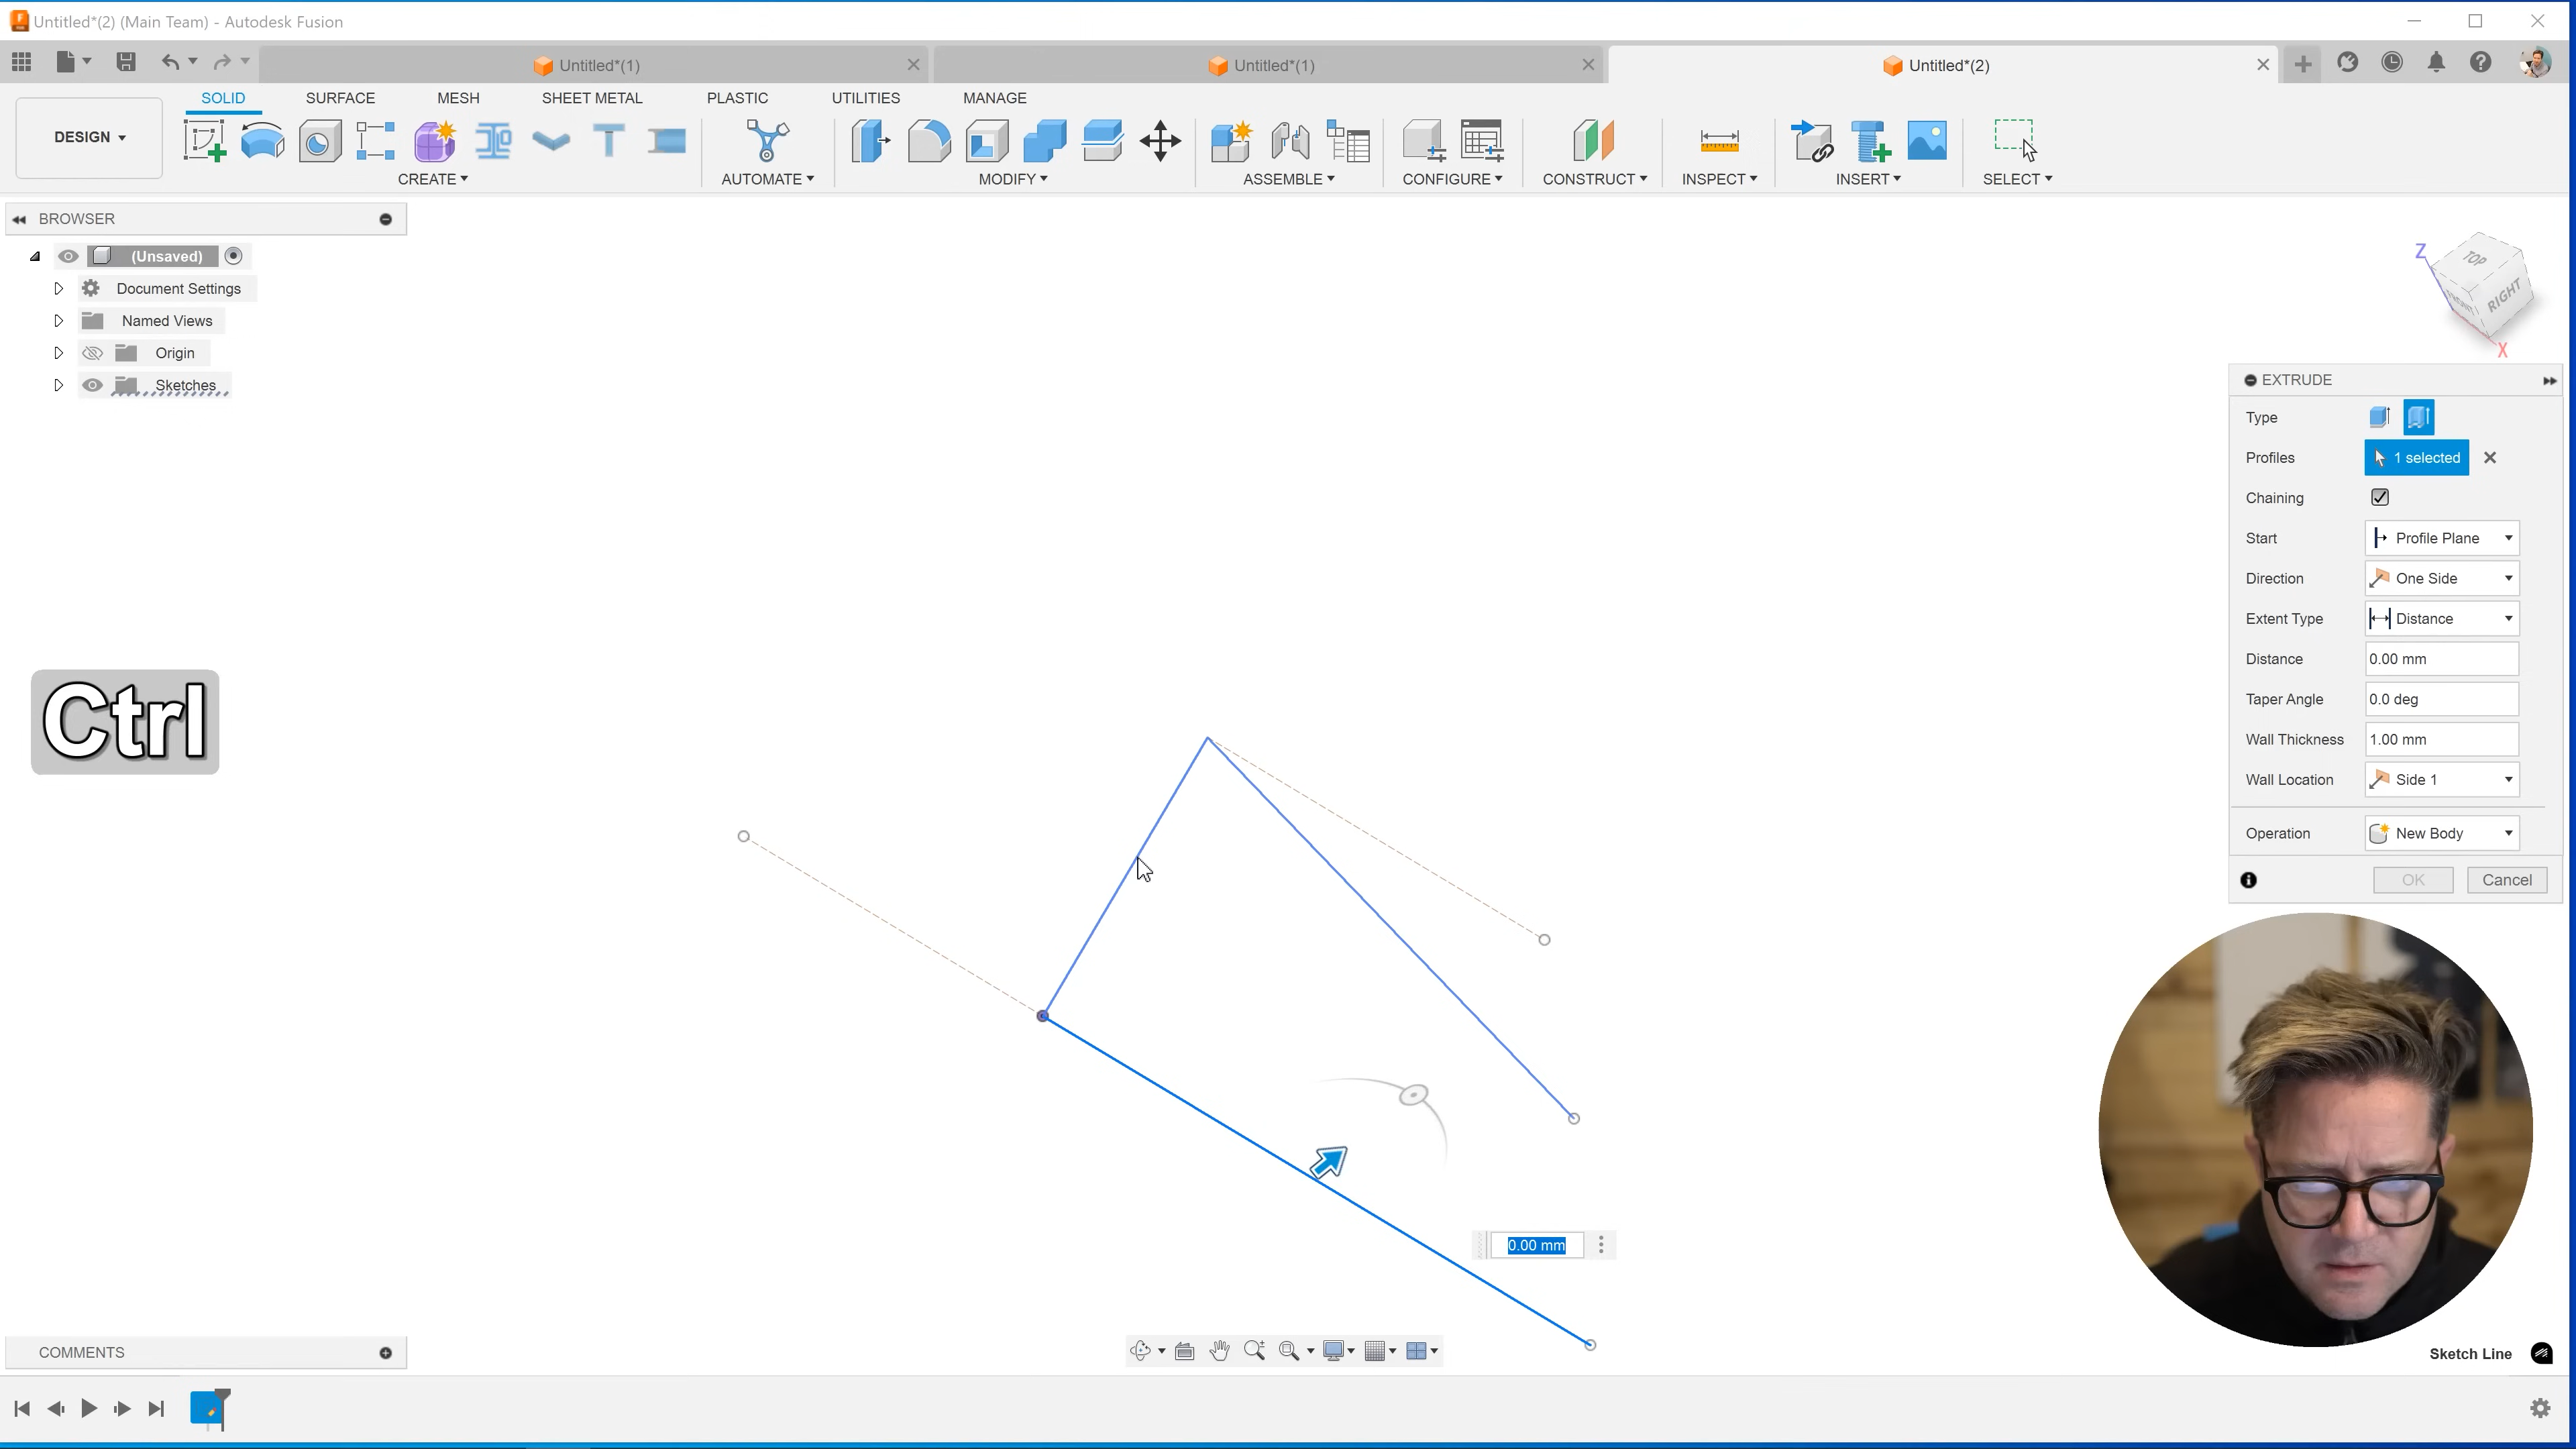 Untitled*(2) (Main Team) - Autodesk Fusion
Untitled*(1)
Untitled*(1)
Untitled*(2)
DESIGN
SOLID
SURFACE
MESH
SHEET METAL
PLASTIC
UTILITIES
MANAGE
CREATE
AUTOMATE
MODIFY
ASSEMBLE
CONFIGURE
CONSTRUCT
INSPECT
INSERT
SELECT
BROWSER
(Unsaved)
Document Settings
Named Views
Origin
Sketches
Z
TOP
FRONT
RIGHT
X
EXTRUDE
Type
Profiles 1 selected
Chaining
Start Profile Plane
Direction One Side
Extent Type Distance
Distance 0.00 mm
Taper Angle 0.0 deg
Wall Thickness 1.00 mm
Wall Location Side 1
Operation New Body
OK Cancel
Ctrl
0.00 mm
COMMENTS
Sketch Line